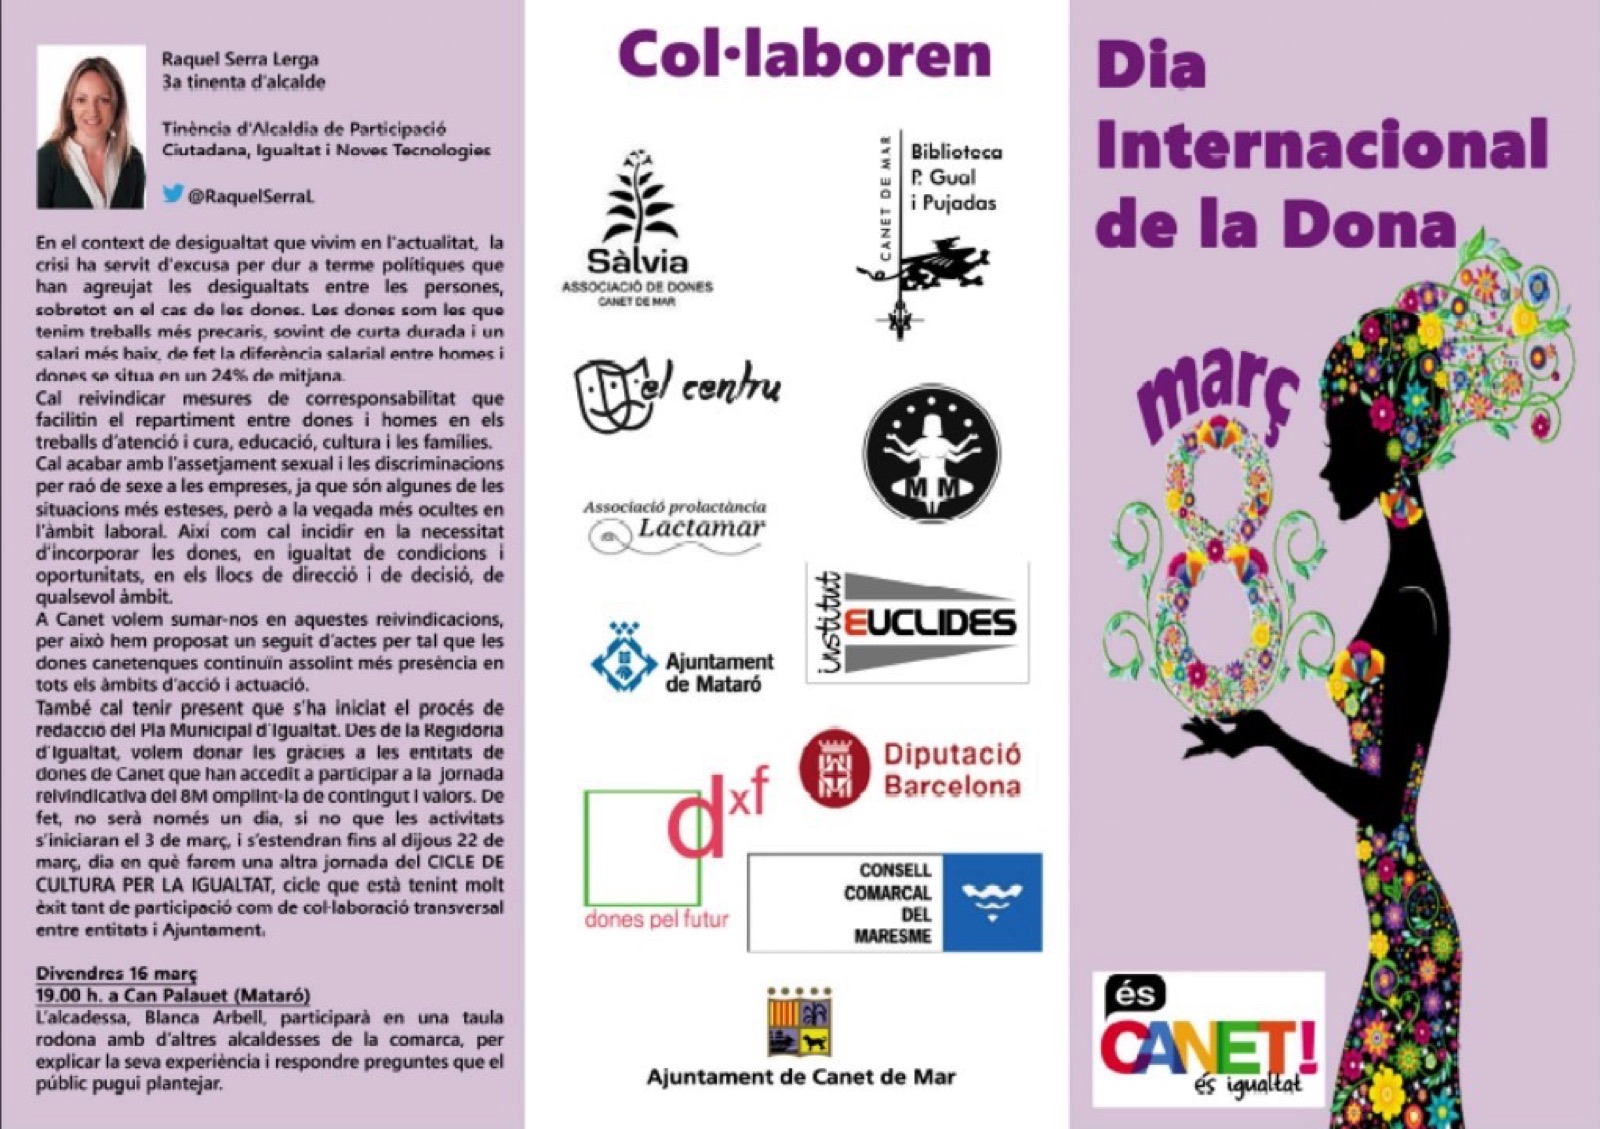 Raquel Serra Lerga
3a tinenta d'alcalde
Tinència d'Alcaldia de Participació
Ciutadana, Igualtat i Noves Tecnologies
@RaquelSerraL
En el context de desigualtat que vivim en l'actualitat, la
crisi ha servit d'excusa per dur a terme polítiques que
han agreujat les desigualtats entre les persones,
sobretot en el cas de les dones. Les dones som les que
tenim treballs més precaris, sovint de curta durada i un
salari més baix, de fet la diferència salarial entre homes i
dones se situa en un 24% de mitjana.
Cal reivindicar mesures de corresponsabilitat que
facilitin el repartiment entre dones i homes en els
treballs d'atenció i cura, educació, cultura i les famílies.
Cal acabar amb l'assetjament sexual i les discriminacions
per raó de sexe a les empreses, ja que són algunes de les
situacions més esteses, però a la vegada més ocultes en
l'àmbit laboral. Així com cal incidir en la necessitat
d'incorporar les dones, en igualtat de condicions i
oportunitats, en els llocs de direcció i de decisió, de
qualsevol àmbit.
A Canet volem sumar-nos en aquestes reivindicacions,
per això hem proposat un seguit d'actes per tal que les
dones canetenques continuïn assolint més presència en
tots els àmbits d'acció i actuació.
També cal tenir present que s'ha iniciat el procés de
redacció del Pla Municipal d'Igualtat. Des de la Regidoria
d'Igualtat, volem donar les gràcies a les entitats de
dones de Canet que han accedit a participar a la jornada
reivindicativa del 8M omplint-la de contingut i valors. De
fet, no serà només un dia, si no que les activitats
s'iniciaran el 3 de març, i s'estendran fins al dijous 22 de
març, dia en què farem una altra jornada del CICLE DE
CULTURA PER LA IGUALTAT, cicle que està tenint molt
èxit tant de participació com de col·laboració transversal
entre entitats i Ajuntament.
Divendres 16 març
19.00 h. a Can Palauet (Mataró)
L'alcadessa, Blanca Arbell, participarà en una taula
rodona amb d'altres alcaldesses de la comarca, per
explicar la seva experiència i respondre preguntes que el
públic pugui plantejar.
Col·laboren
Sàlvia
ASSOCIACIÓ DE DONES
CANET DE MAR
CANET DE MAR
Biblioteca
P. Gual
i Pujadas
el centru
M M
Associació prolactància
Lactamar
institut
EUCLIDES
Ajuntament
de Mataró
Diputació
Barcelona
dxf
dones pel futur
CONSELL
COMARCAL
DEL
MARESME
Ajuntament de Canet de Mar
Dia
Internacional
de la Dona
març
8
és
CANET!
és igualtat